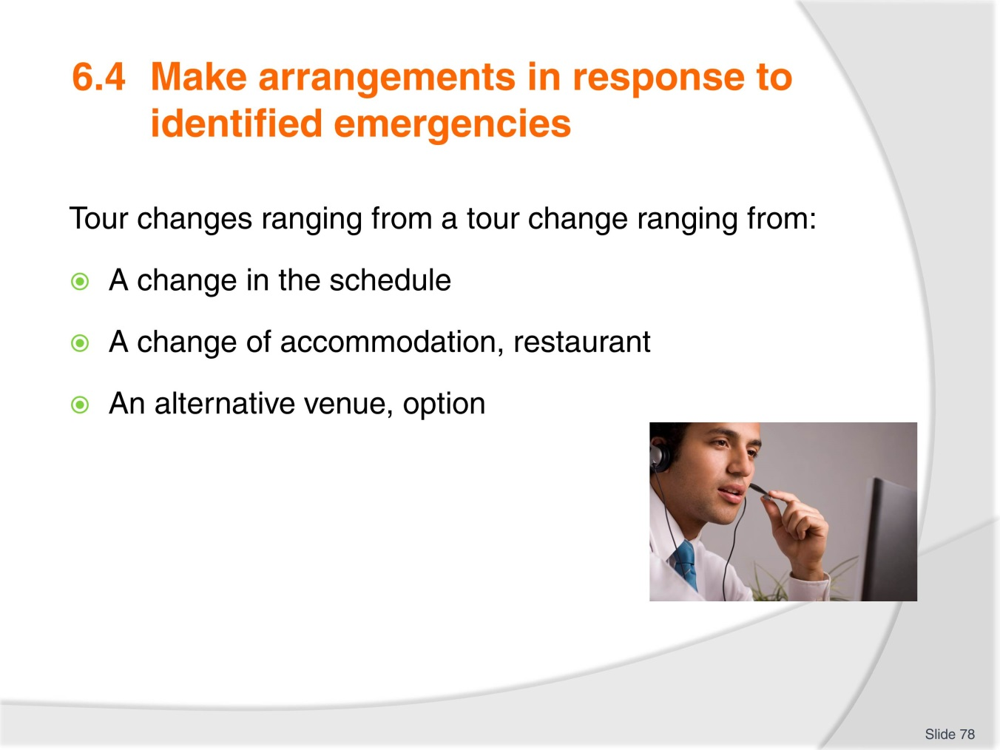 6.4 Make arrangements in response to
identified emergencies
Tour changes ranging from a tour change ranging from:
A change in the schedule
A change of accommodation, restaurant
An alternative venue, option
Slide 78